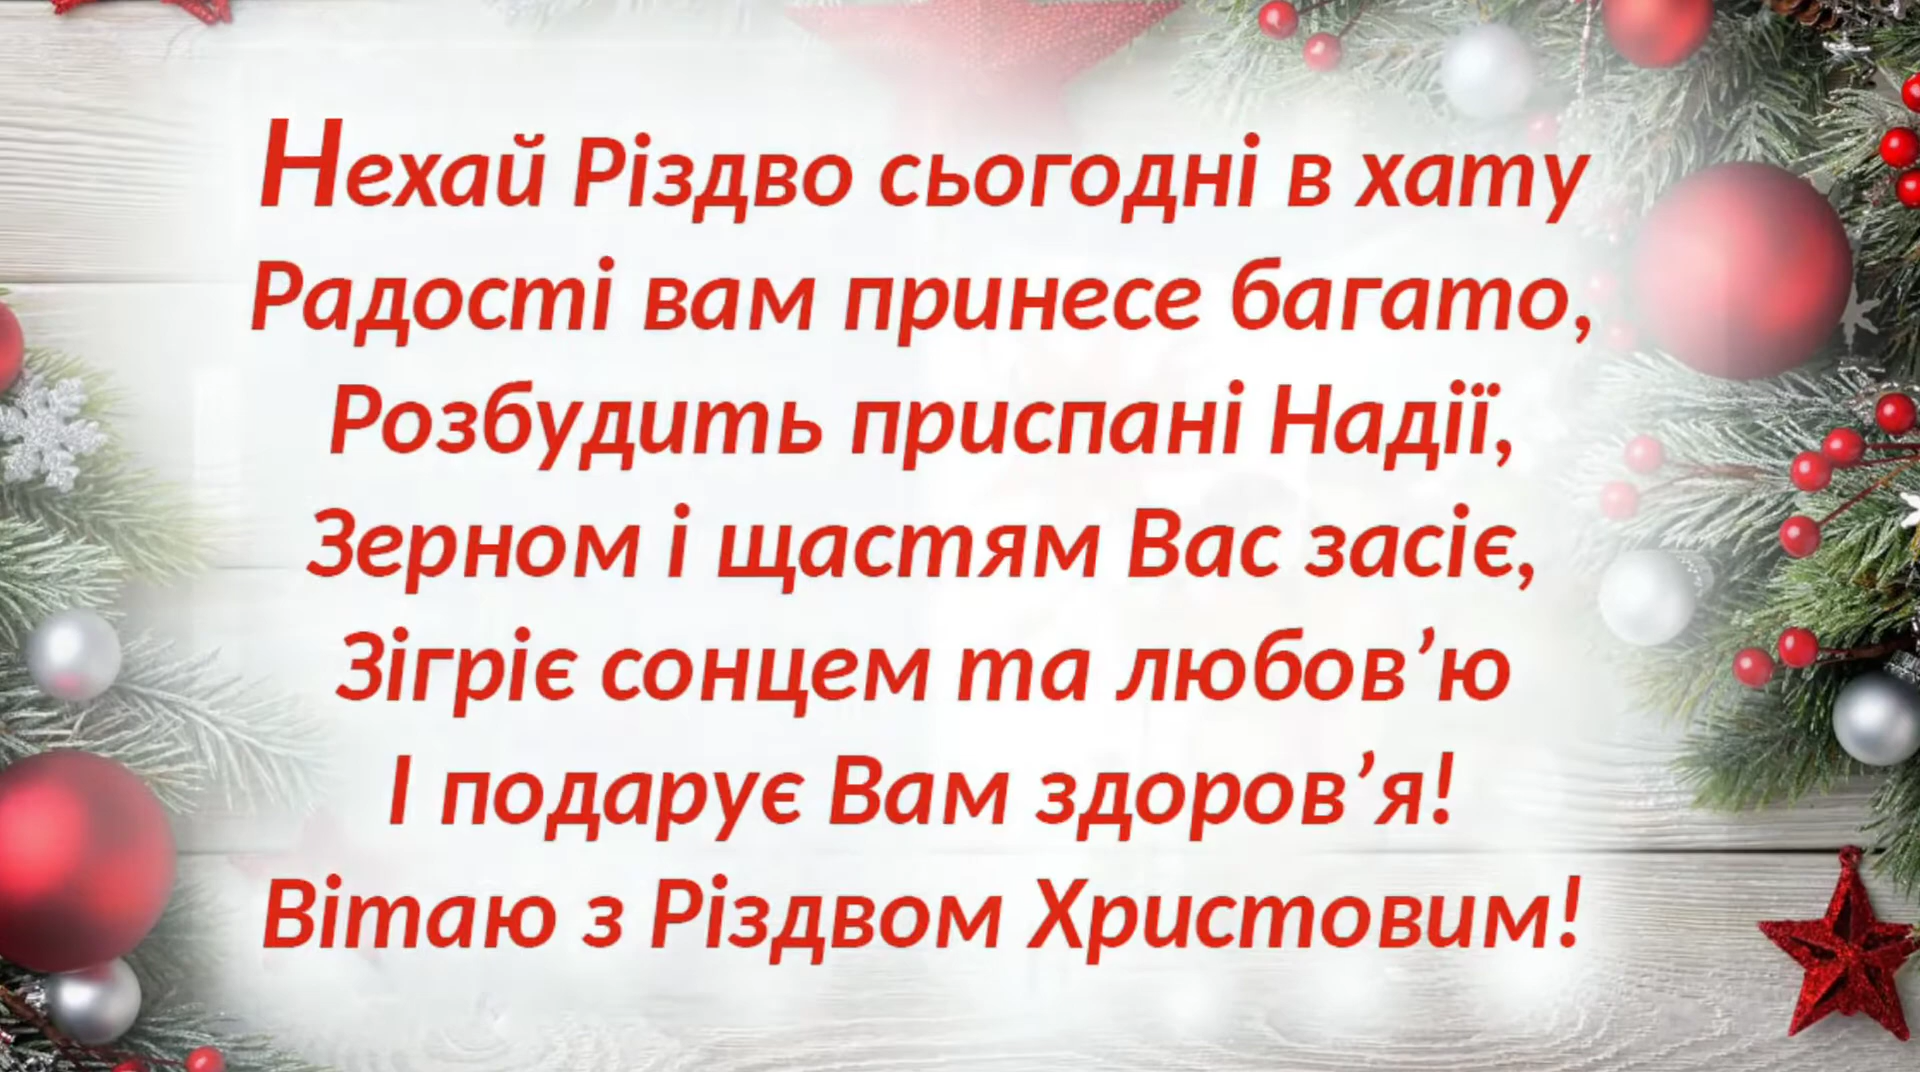 Нехай Різдво сьогодні в хату
Радості вам принесе багато,
Розбудить приспані Надії,
Зерном і щастям Вас засіє,
Зігріє сонцем та любов’ю
І подарує Вам здоров’я!
Вітаю з Різдвом Христовим!